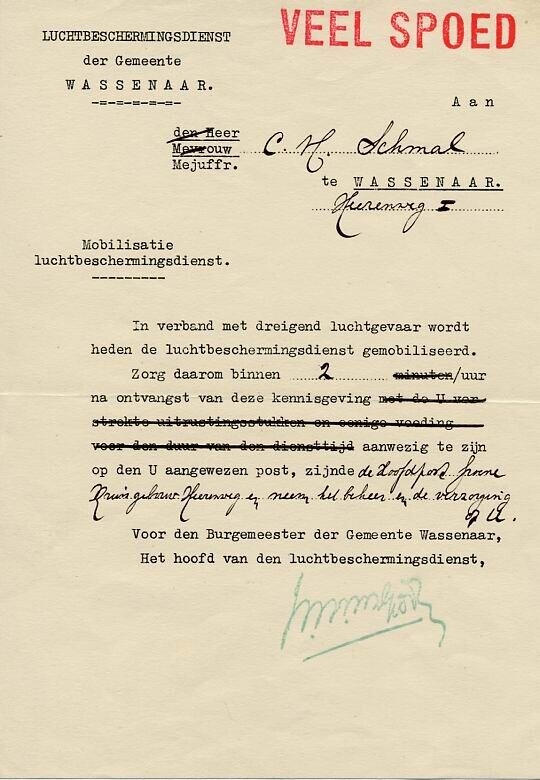 VEEL SPOED
LUCHTBESCHERMINGSDIENST
der Gemeente
WASSENAAR.
-=-=-=-=-=-
Aan
den Heer
Mevrouw C. H. Schmal
Mejuffr.
te WASSENAAR.
Heerenweg I
Mobilisatie
luchtbeschermingsdienst.
---------
In verband met dreigend luchtgevaar wordt
heden de luchtbeschermingsdienst gemobiliseerd.
Zorg daarom binnen 2 minuten/uur
na ontvangst van deze kennisgeving met de U ver-
strekte uitrustingsstukken en eenige voeding
voor den duur van den diensttijd aanwezig te zijn
op den U aangewezen post, zijnde de Hoofdpost Groene
Kruisgebouw Heerenweg en neem het beheer en de verzorging
op U.
Voor den Burgemeester der Gemeente Wassenaar,
Het hoofd van den luchtbeschermingsdienst,